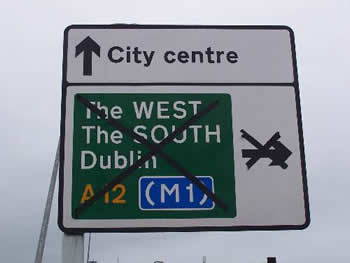 City centre
The WEST
The SOUTH
Dublin
A12 (M1)